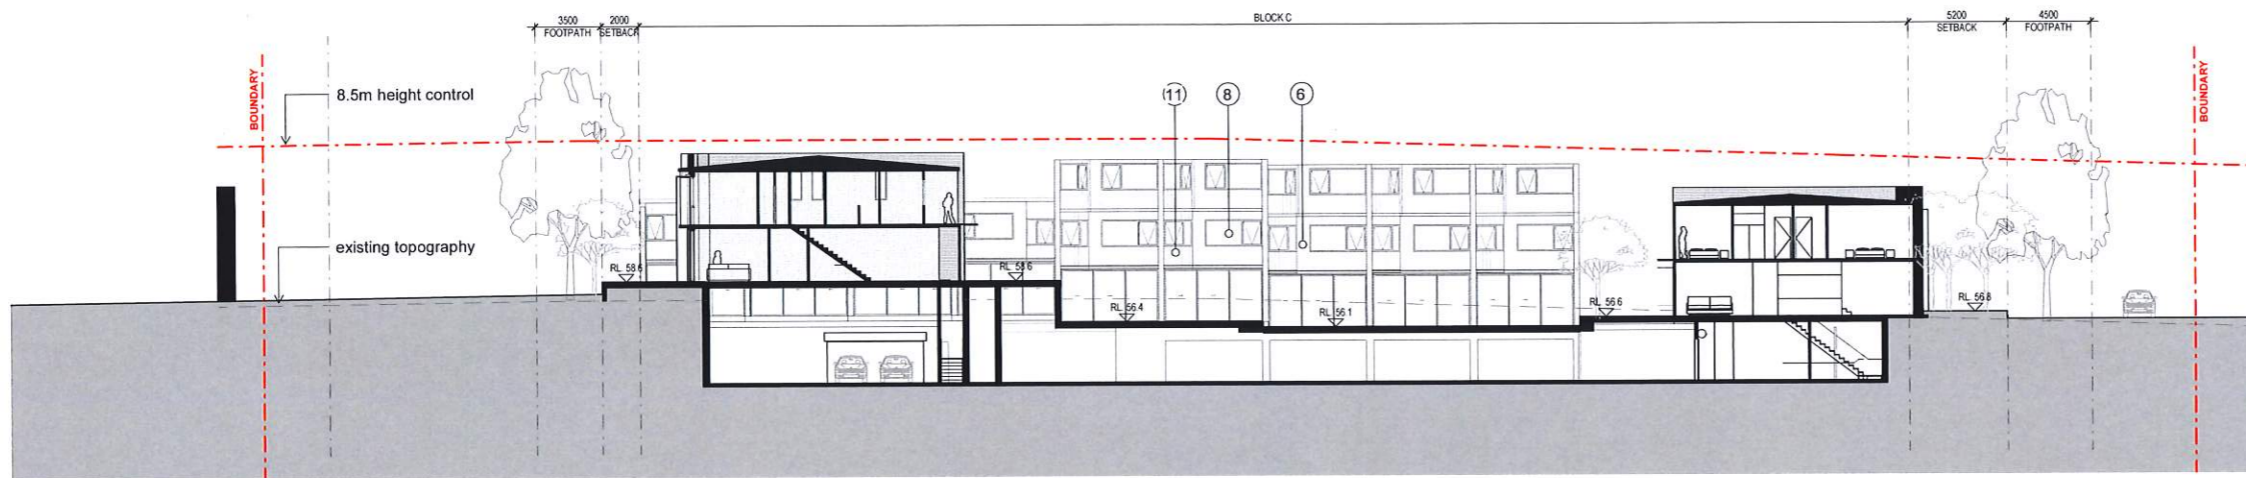 3500
FOOTPATH
2000
SETBACK
BLOCK C
5200
SETBACK
4500
FOOTPATH
BOUNDARY
8.5m height control
11
8
6
BOUNDARY
existing topography
RL 58.6
RL 58.6
RL 56.4
RL 56.1
RL 56.6
RL 56.8